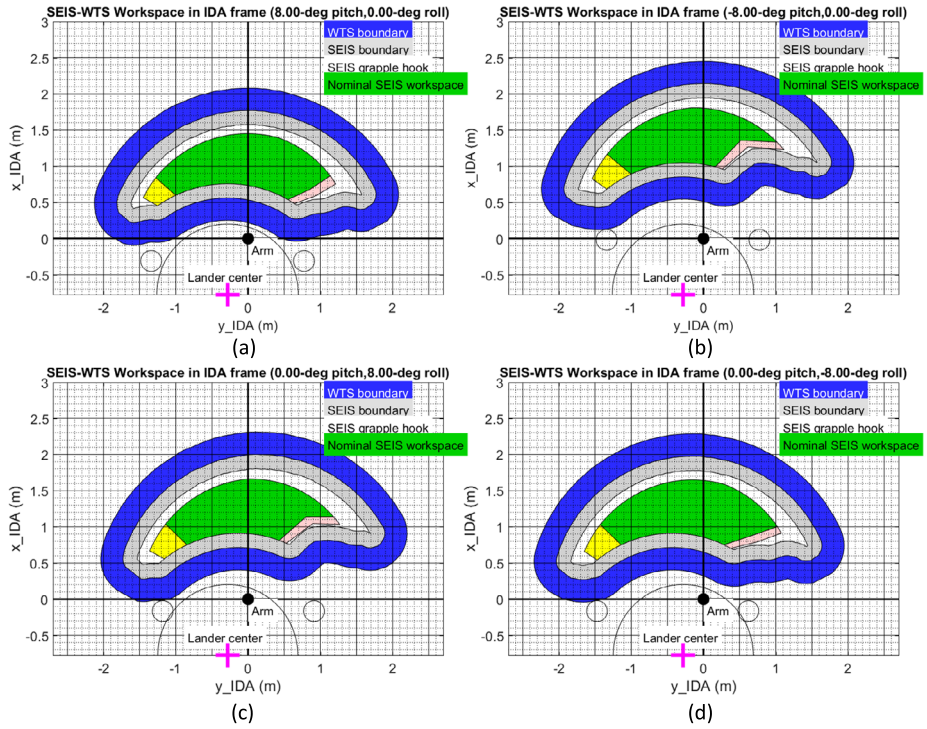 SEIS-WTS Workspace in IDA frame (8.00-deg pitch,0.00-deg roll)
3
2.5
2
1.5
1
0.5
0
-0.5
x_IDA (m)
WTS boundary
SEIS boundary
SEIS grapple hook
Nominal SEIS workspace
Arm
Lander center
-2
-1
0
1
2
y_IDA (m)
(a)
SEIS-WTS Workspace in IDA frame (-8.00-deg pitch,0.00-deg roll)
3
2.5
2
1.5
1
0.5
0
-0.5
x_IDA (m)
WTS boundary
SEIS boundary
SEIS grapple hook
Nominal SEIS workspace
Arm
Lander center
-2
-1
0
1
2
y_IDA (m)
(b)
SEIS-WTS Workspace in IDA frame (0.00-deg pitch,8.00-deg roll)
3
2.5
2
1.5
1
0.5
0
-0.5
x_IDA (m)
WTS boundary
SEIS boundary
SEIS grapple hook
Nominal SEIS workspace
Arm
Lander center
-2
-1
0
1
2
y_IDA (m)
(c)
SEIS-WTS Workspace in IDA frame (0.00-deg pitch,-8.00-deg roll)
3
2.5
2
1.5
1
0.5
0
-0.5
x_IDA (m)
WTS boundary
SEIS boundary
SEIS grapple hook
Nominal SEIS workspace
Arm
Lander center
-2
-1
0
1
2
y_IDA (m)
(d)